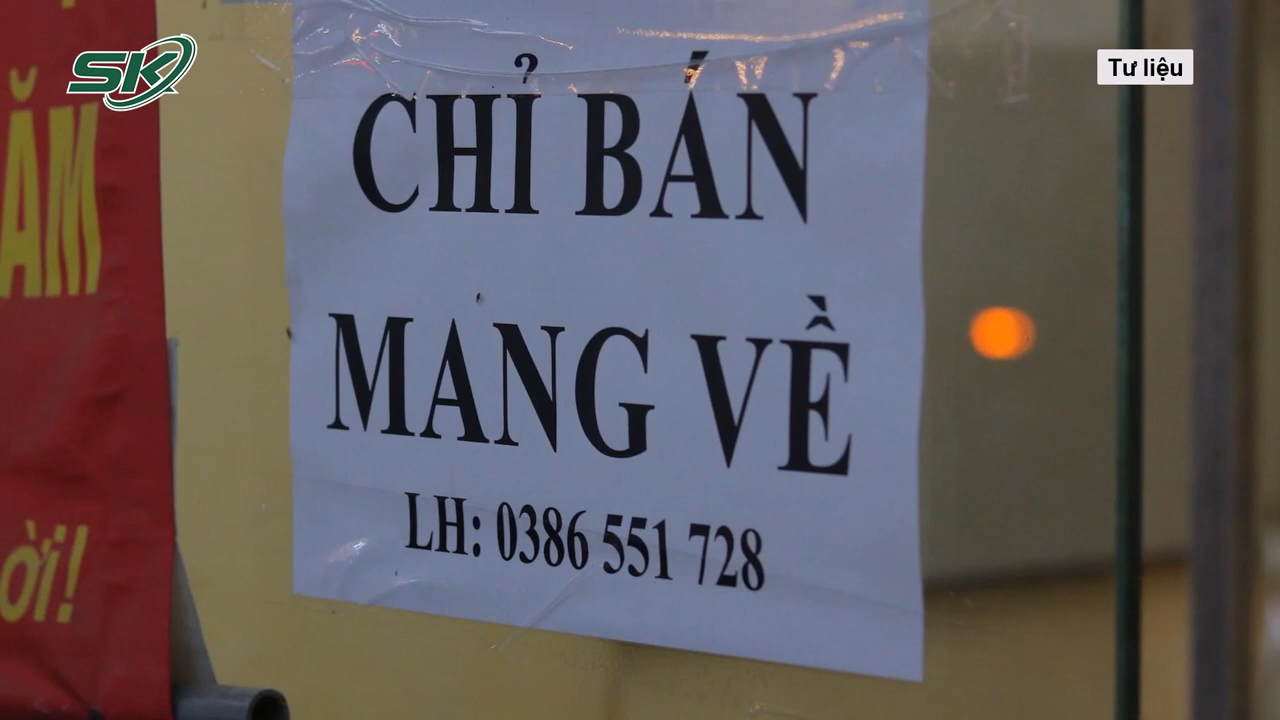 SK
Tư liệu
ĂM
ời!
CHỈ BÁN
MANG VỀ
LH: 0386 551 728